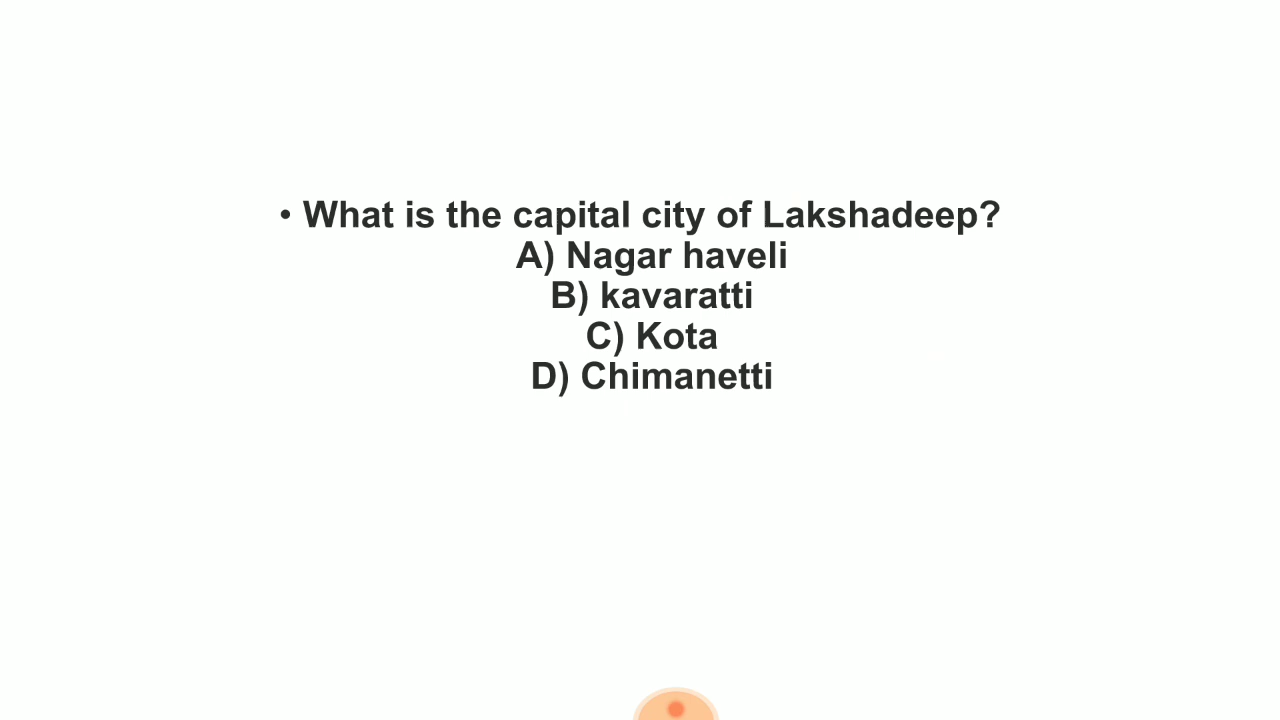 • What is the capital city of Lakshadeep?
A) Nagar haveli
B) kavaratti
C) Kota
D) Chimanetti